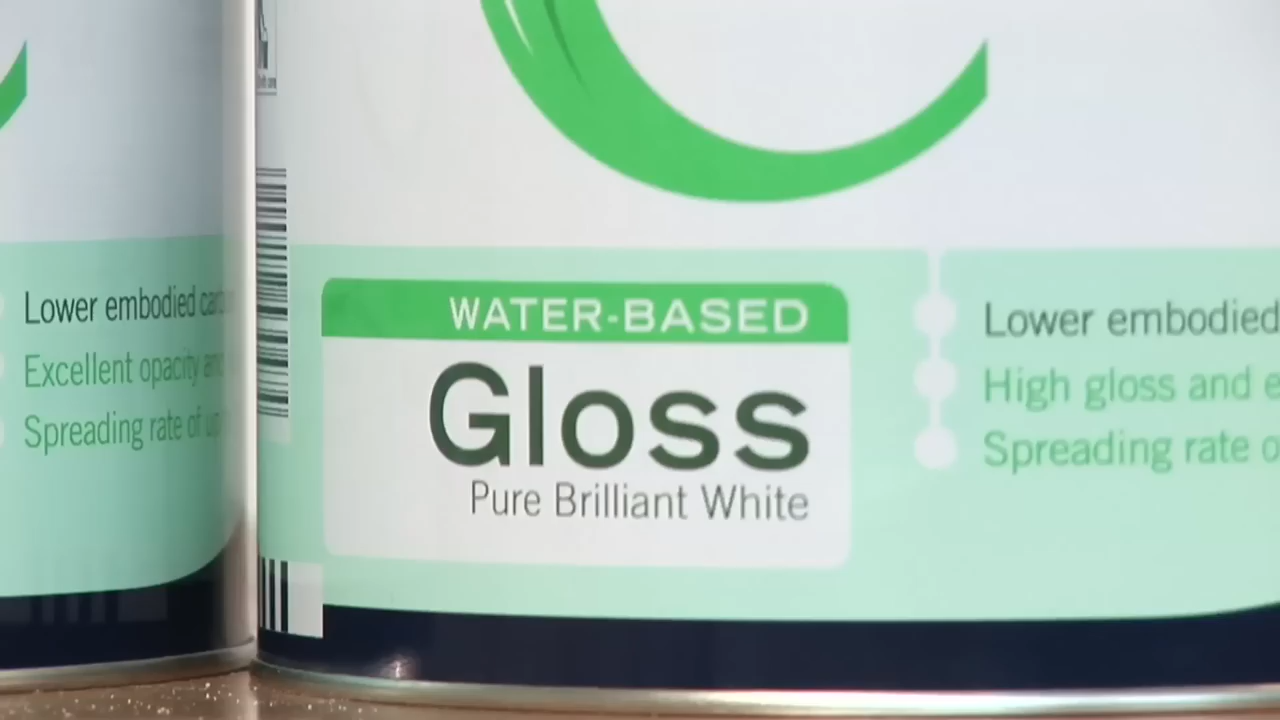 Lower embodied
Excellent opacity
Spreading rate of
WATER-BASED
Gloss
Pure Brilliant White
Lower embodied
High gloss and
Spreading rate